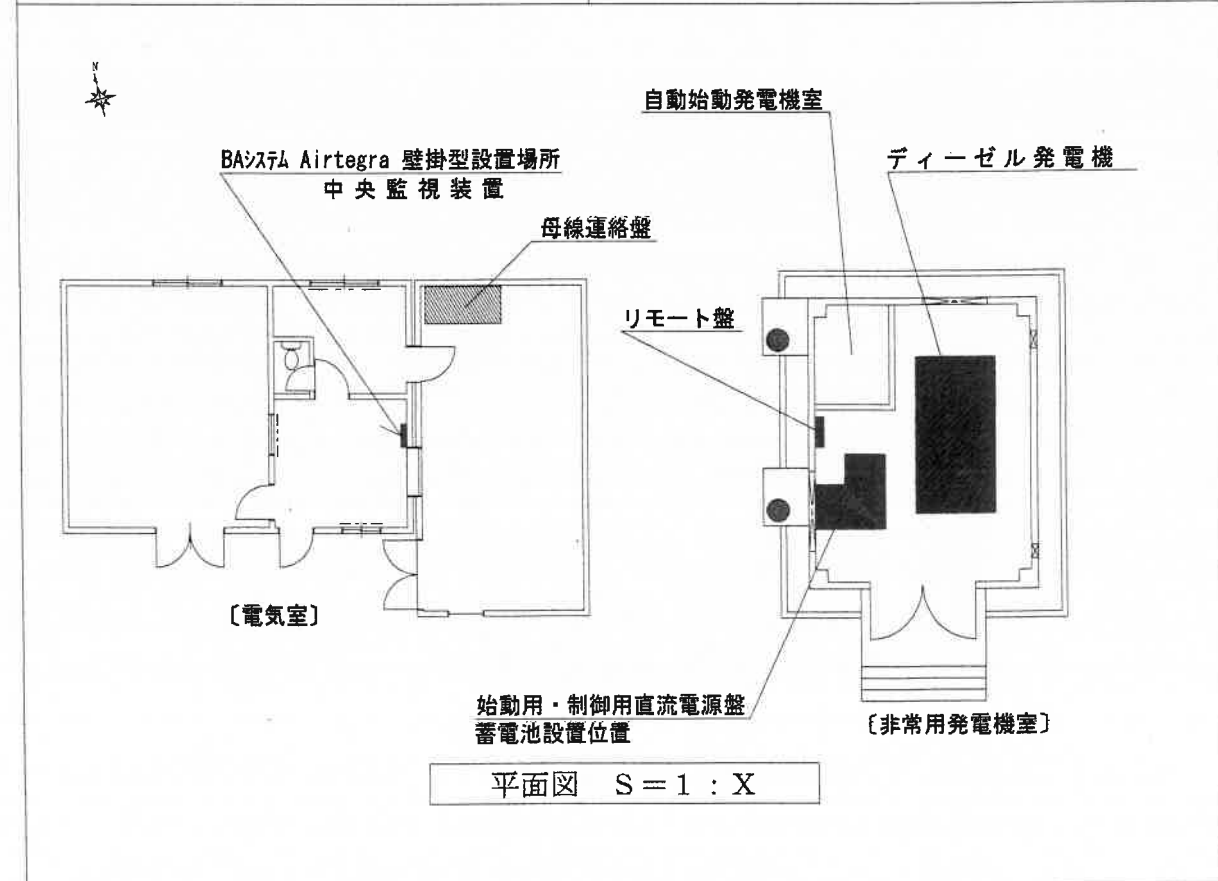 N
自動始動発電機室
BAシステム Airtegra 壁掛型設置場所
中央監視装置
ディーゼル発電機
母線連絡盤
リモート盤
〔電気室〕
始動用・制御用直流電源盤
蓄電池設置位置
〔非常用発電機室〕
平面図 S=1:X